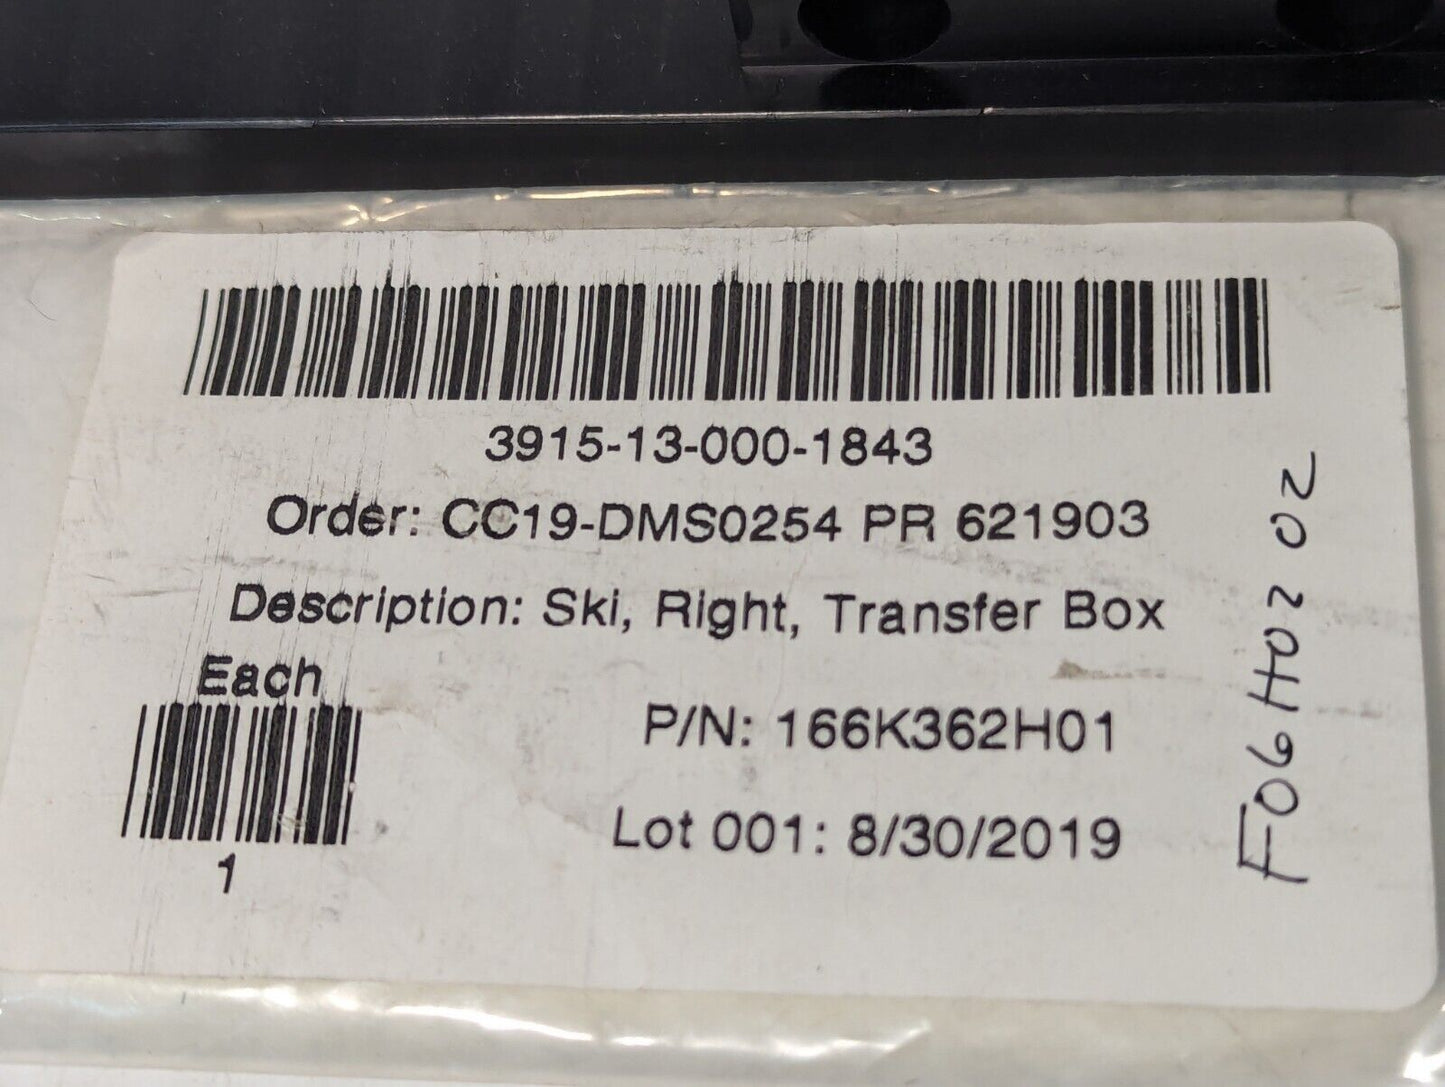 3915-13-000-1843
Order: CC19-DMS0254 PR 621903
Description: Ski, Right, Transfer Box
Each
P/N: 166K362H01
1
Lot 001: 8/30/2019
F06H02 02